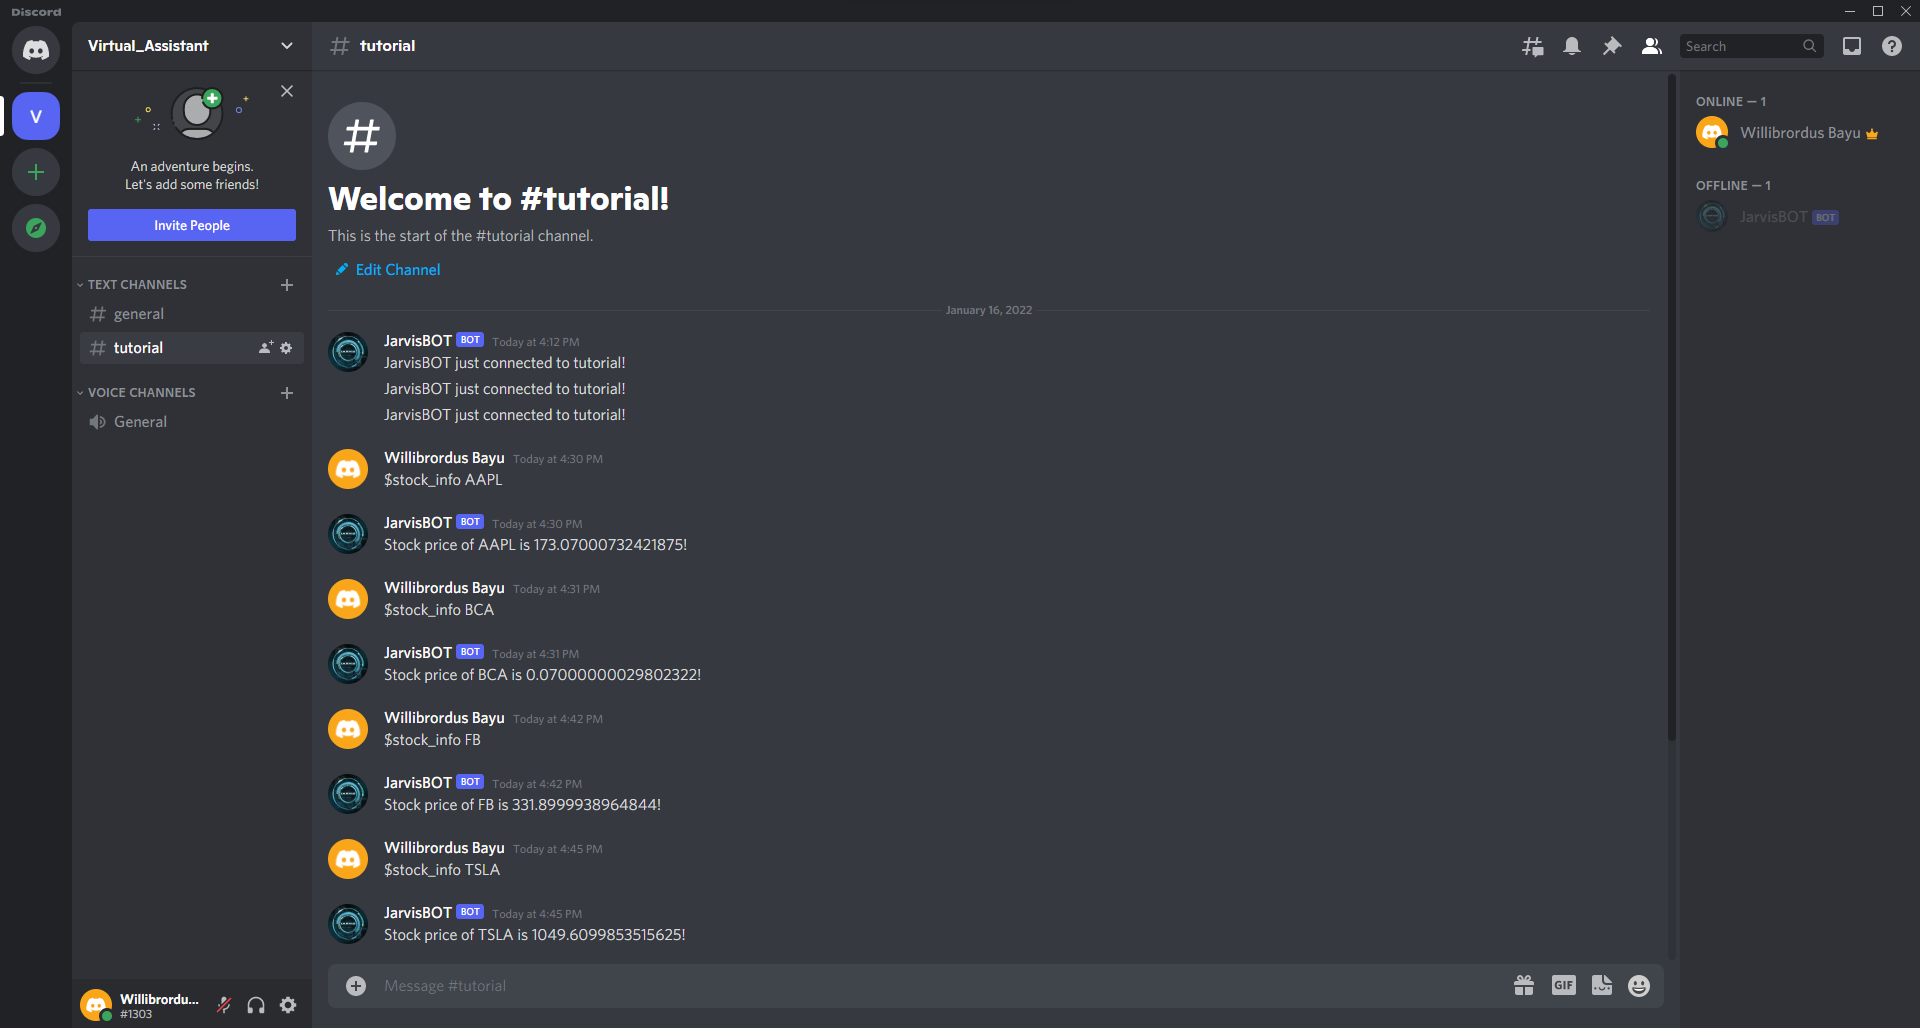 Discord
Virtual_Assistant
tutorial
Search
V
An adventure begins.
Let's add some friends!
Invite People
TEXT CHANNELS
general
tutorial
VOICE CHANNELS
General
Willibrordu...
#1303
Welcome to #tutorial!
This is the start of the #tutorial channel.
Edit Channel
January 16, 2022
JarvisBOT BOT Today at 4:12 PM
JarvisBOT just connected to tutorial!
JarvisBOT just connected to tutorial!
JarvisBOT just connected to tutorial!
Willibrordus Bayu Today at 4:30 PM
$stock_info AAPL
JarvisBOT BOT Today at 4:30 PM
Stock price of AAPL is 173.07000732421875!
Willibrordus Bayu Today at 4:31 PM
$stock_info BCA
JarvisBOT BOT Today at 4:31 PM
Stock price of BCA is 0.07000000029802322!
Willibrordus Bayu Today at 4:42 PM
$stock_info FB
JarvisBOT BOT Today at 4:42 PM
Stock price of FB is 331.8999938964844!
Willibrordus Bayu Today at 4:45 PM
$stock_info TSLA
JarvisBOT BOT Today at 4:45 PM
Stock price of TSLA is 1049.6099853515625!
Message #tutorial
GIF
ONLINE — 1
Willibrordus Bayu
OFFLINE — 1
JarvisBOT BOT